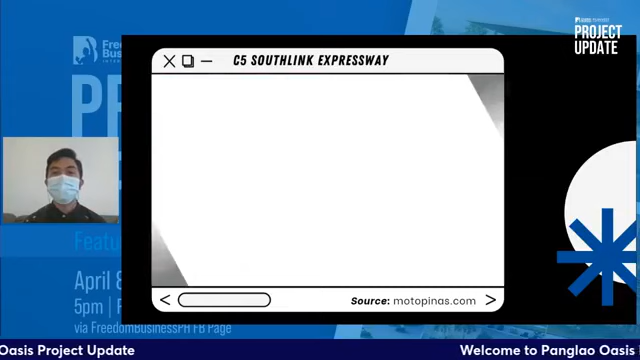 PROJECT
UPDATE
C5 SOUTHLINK EXPRESSWAY
Source: motopinas.com
April 8
5pm
via FreedomBusinessPH FB Page
Oasis Project Update
Welcome to Panglao Oasis